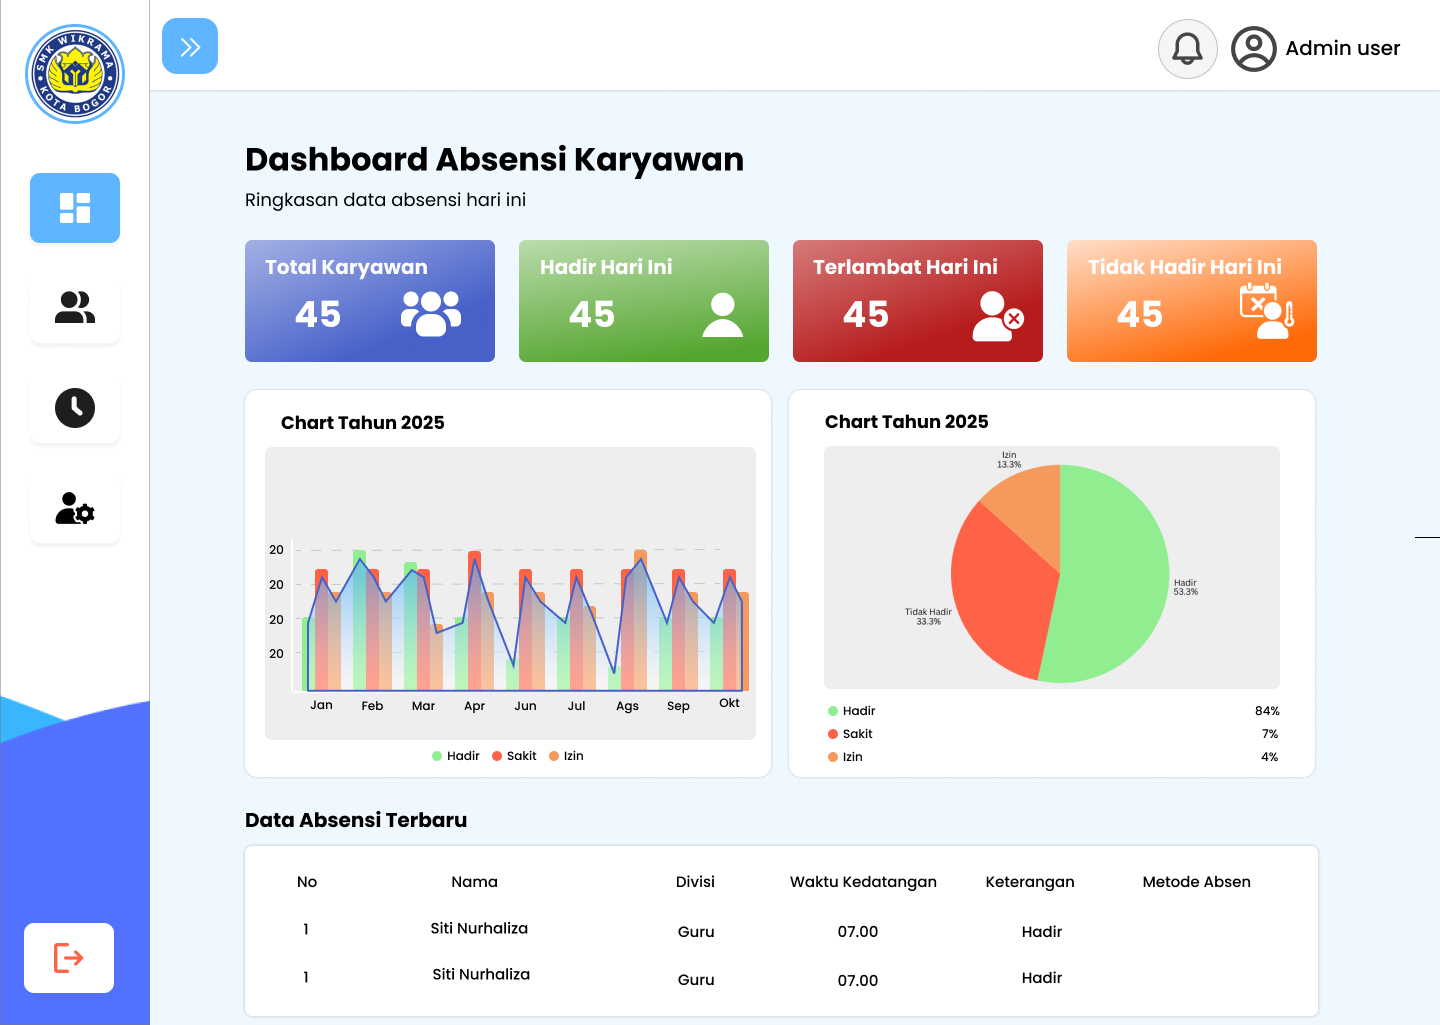 SMK WIKRAMA
KOTA BOGOR
Admin user
Dashboard Absensi Karyawan
Ringkasan data absensi hari ini
Total Karyawan
45
Hadir Hari Ini
45
Terlambat Hari Ini
45
Tidak Hadir Hari Ini
45
Chart Tahun 2025
20
20
20
20
Jan Feb Mar Apr Jun Jul Ags Sep Okt
Hadir Sakit Izin
Chart Tahun 2025
Izin
13.3%
Hadir
53.3%
Tidak Hadir
33.3%
Hadir 84%
Sakit 7%
Izin 4%
Data Absensi Terbaru
No Nama Divisi Waktu Kedatangan Keterangan Metode Absen
1 Siti Nurhaliza Guru 07.00 Hadir
1 Siti Nurhaliza Guru 07.00 Hadir